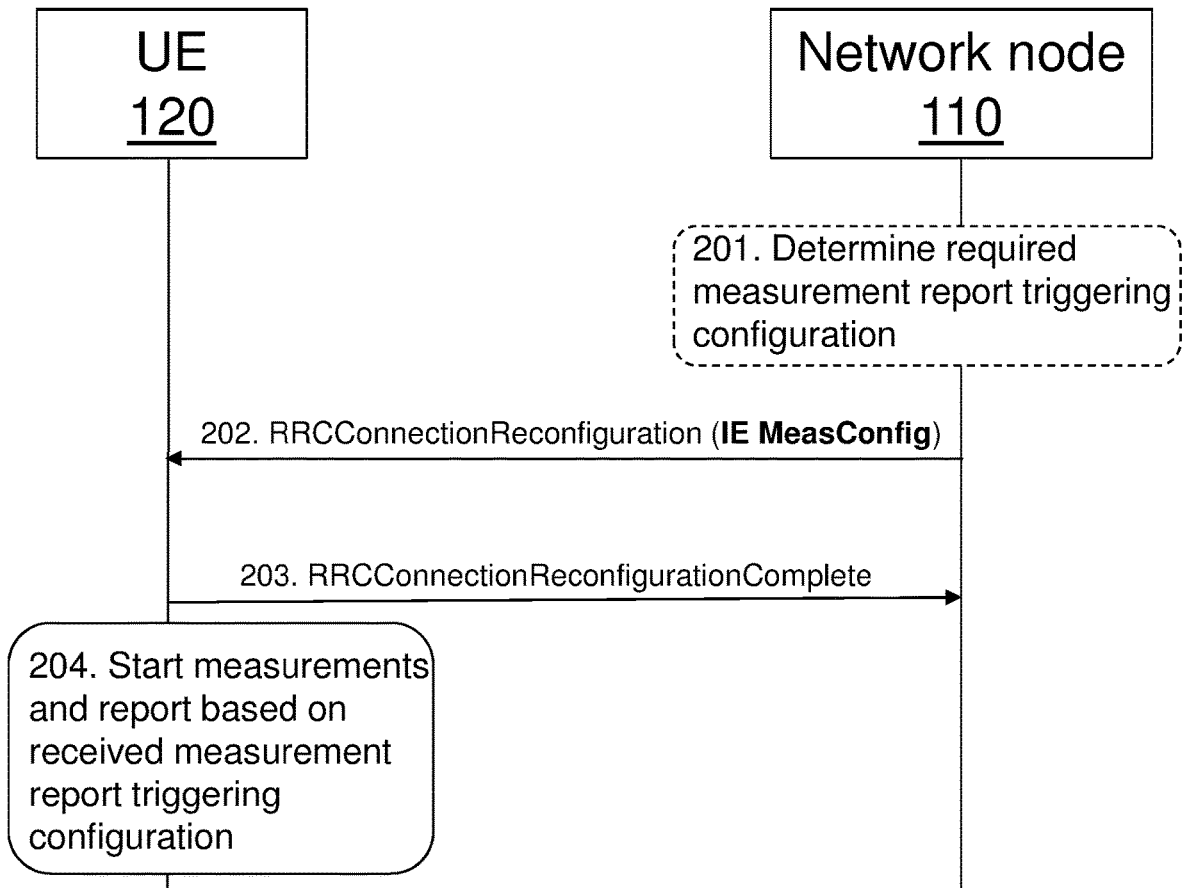 UE
120
Network node
110
201. Determine required
measurement report triggering
configuration
202. RRCConnectionReconfiguration (IE MeasConfig)
203. RRCConnectionReconfigurationComplete
204. Start measurements
and report based on
received measurement
report triggering
configuration